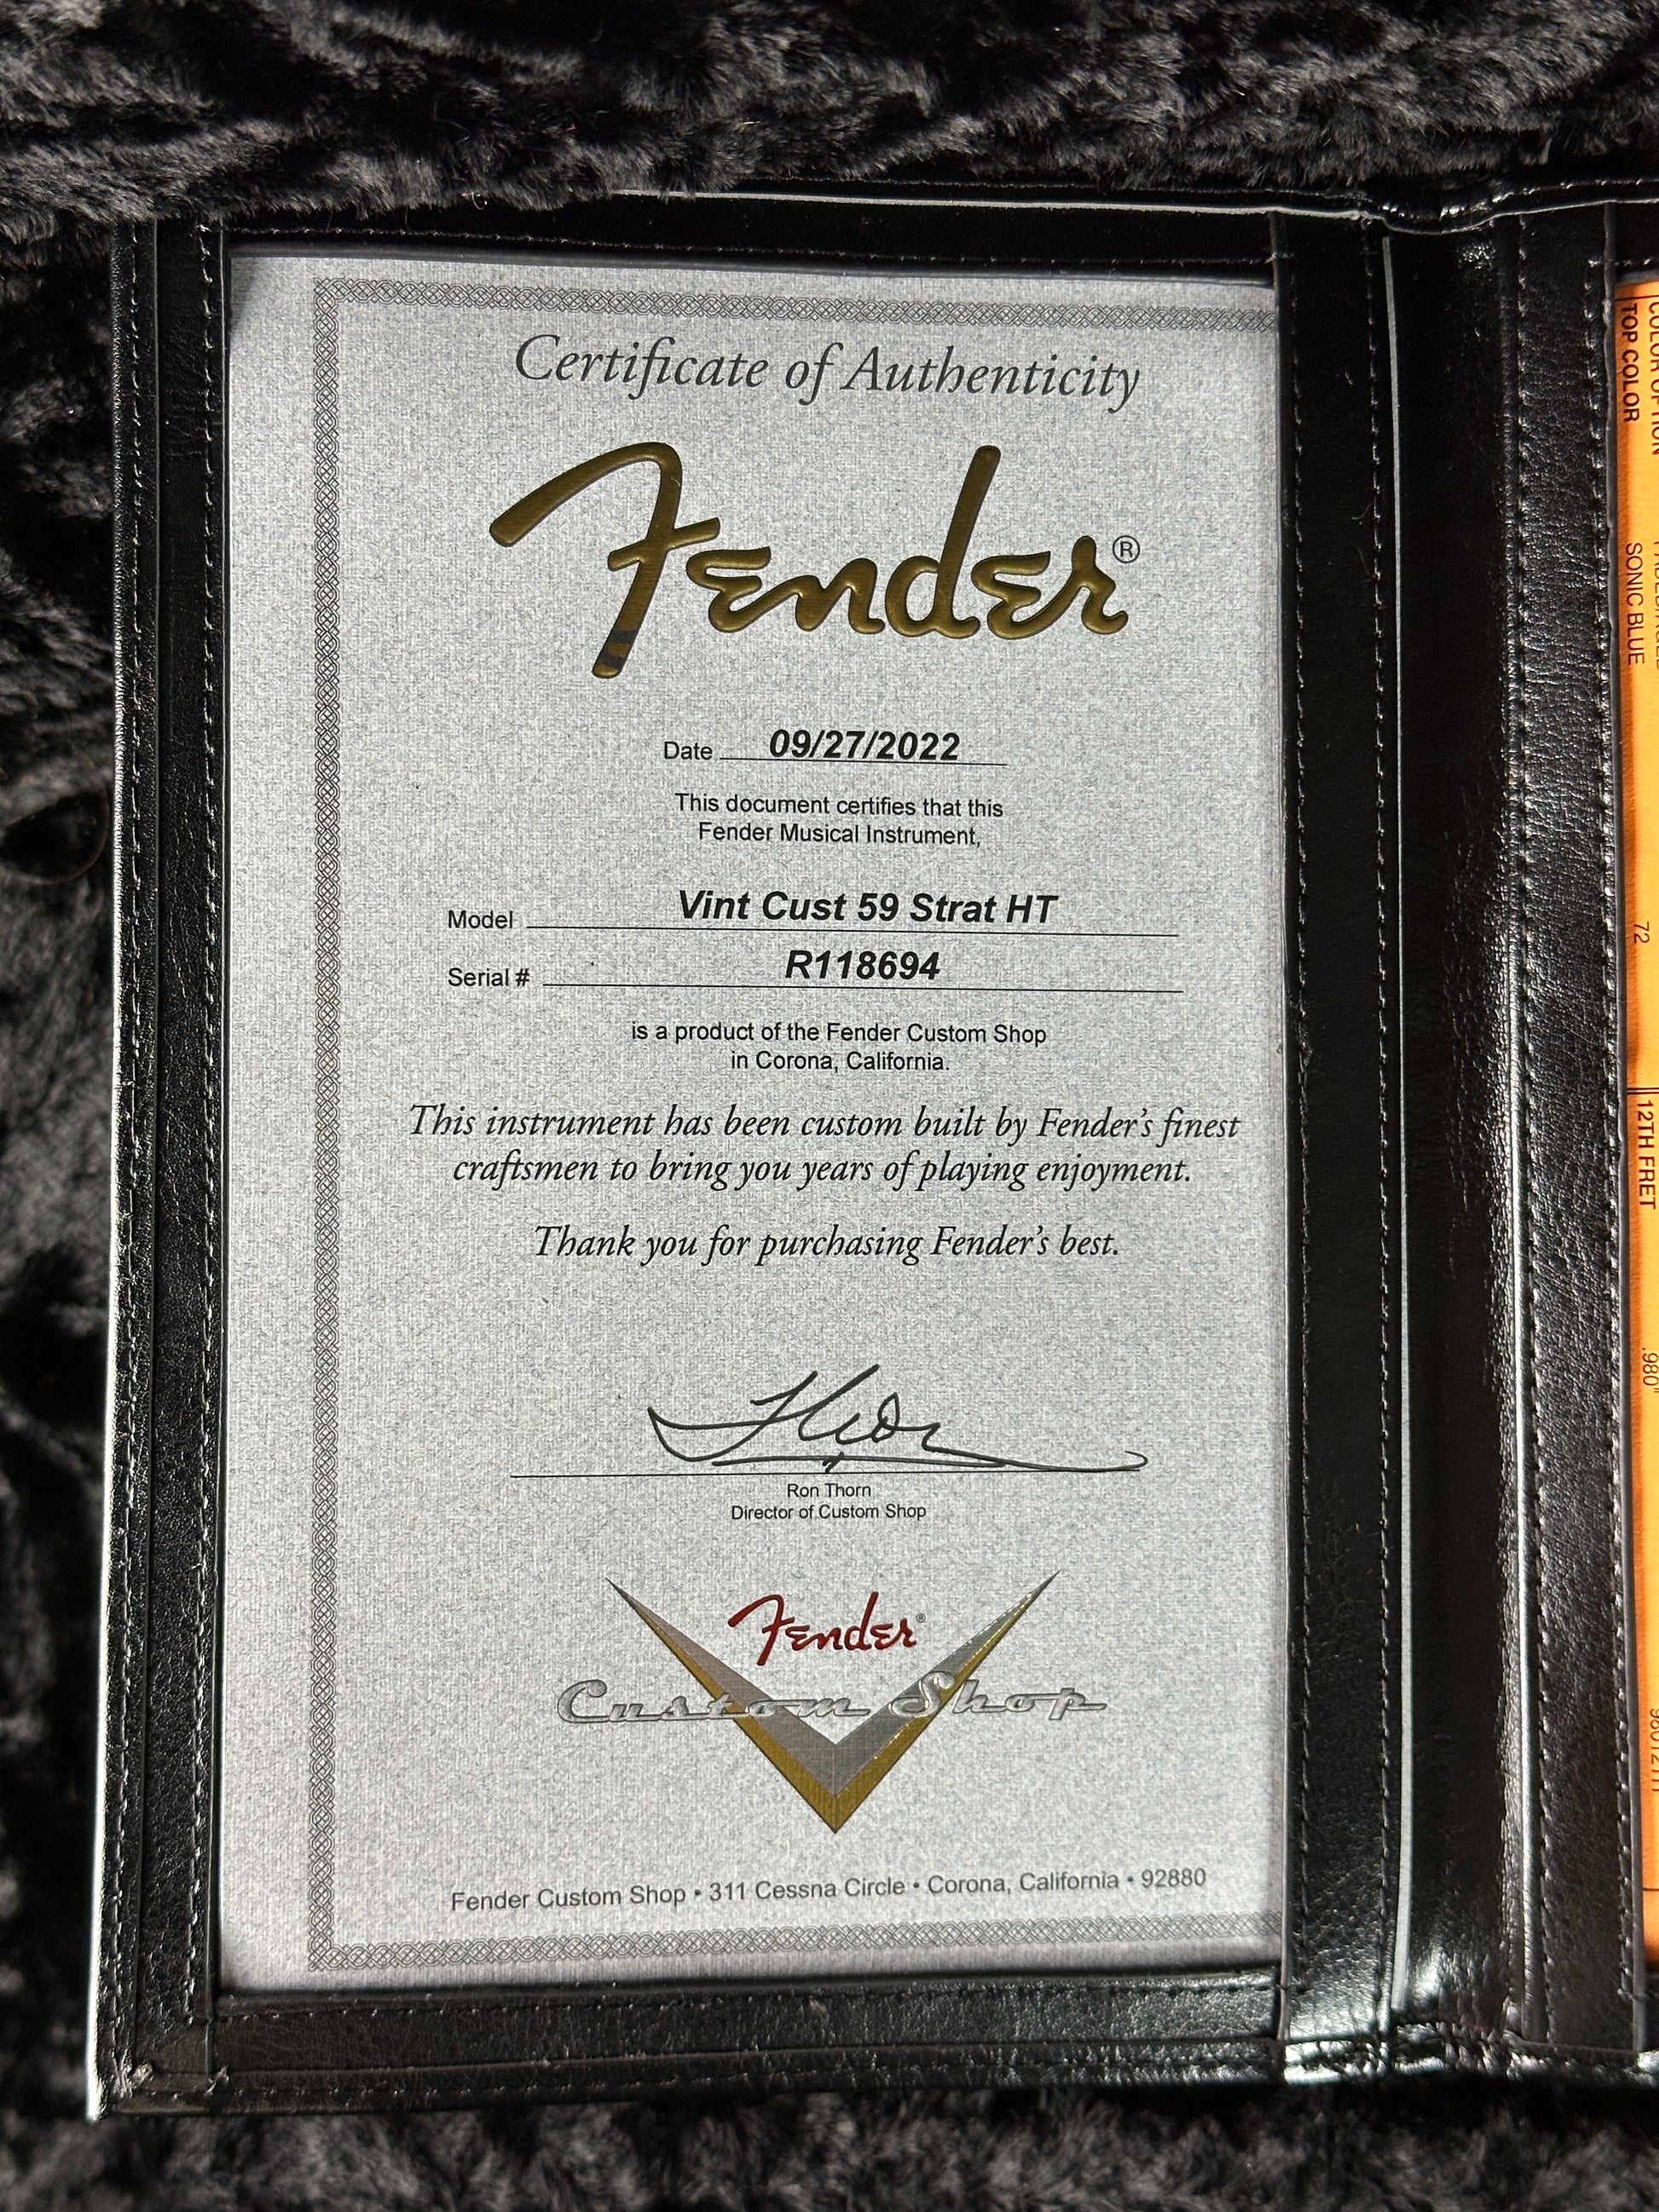 Certificate of Authenticity
Fender®
Date 09/27/2022
This document certifies that this
Fender Musical Instrument,
Model Vint Cust 59 Strat HT
Serial # R118694
is a product of the Fender Custom Shop
in Corona, California.
This instrument has been custom built by Fender's finest
craftsmen to bring you years of playing enjoyment.
Thank you for purchasing Fender's best.
Ron Thorn
Director of Custom Shop
Fender®
Custom Shop
Fender Custom Shop • 311 Cessna Circle • Corona, California • 92880
TOP COLOR SONIC BLUE 72
12TH FRET .980"